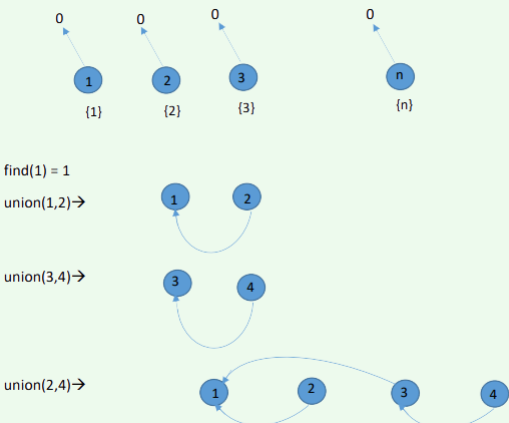 0 0 0 0
1 2 3 n
{1} {2} {3} {n}
find(1) = 1
union(1,2)→ 1 2
union(3,4)→ 3 4
union(2,4)→ 1 2 3 4